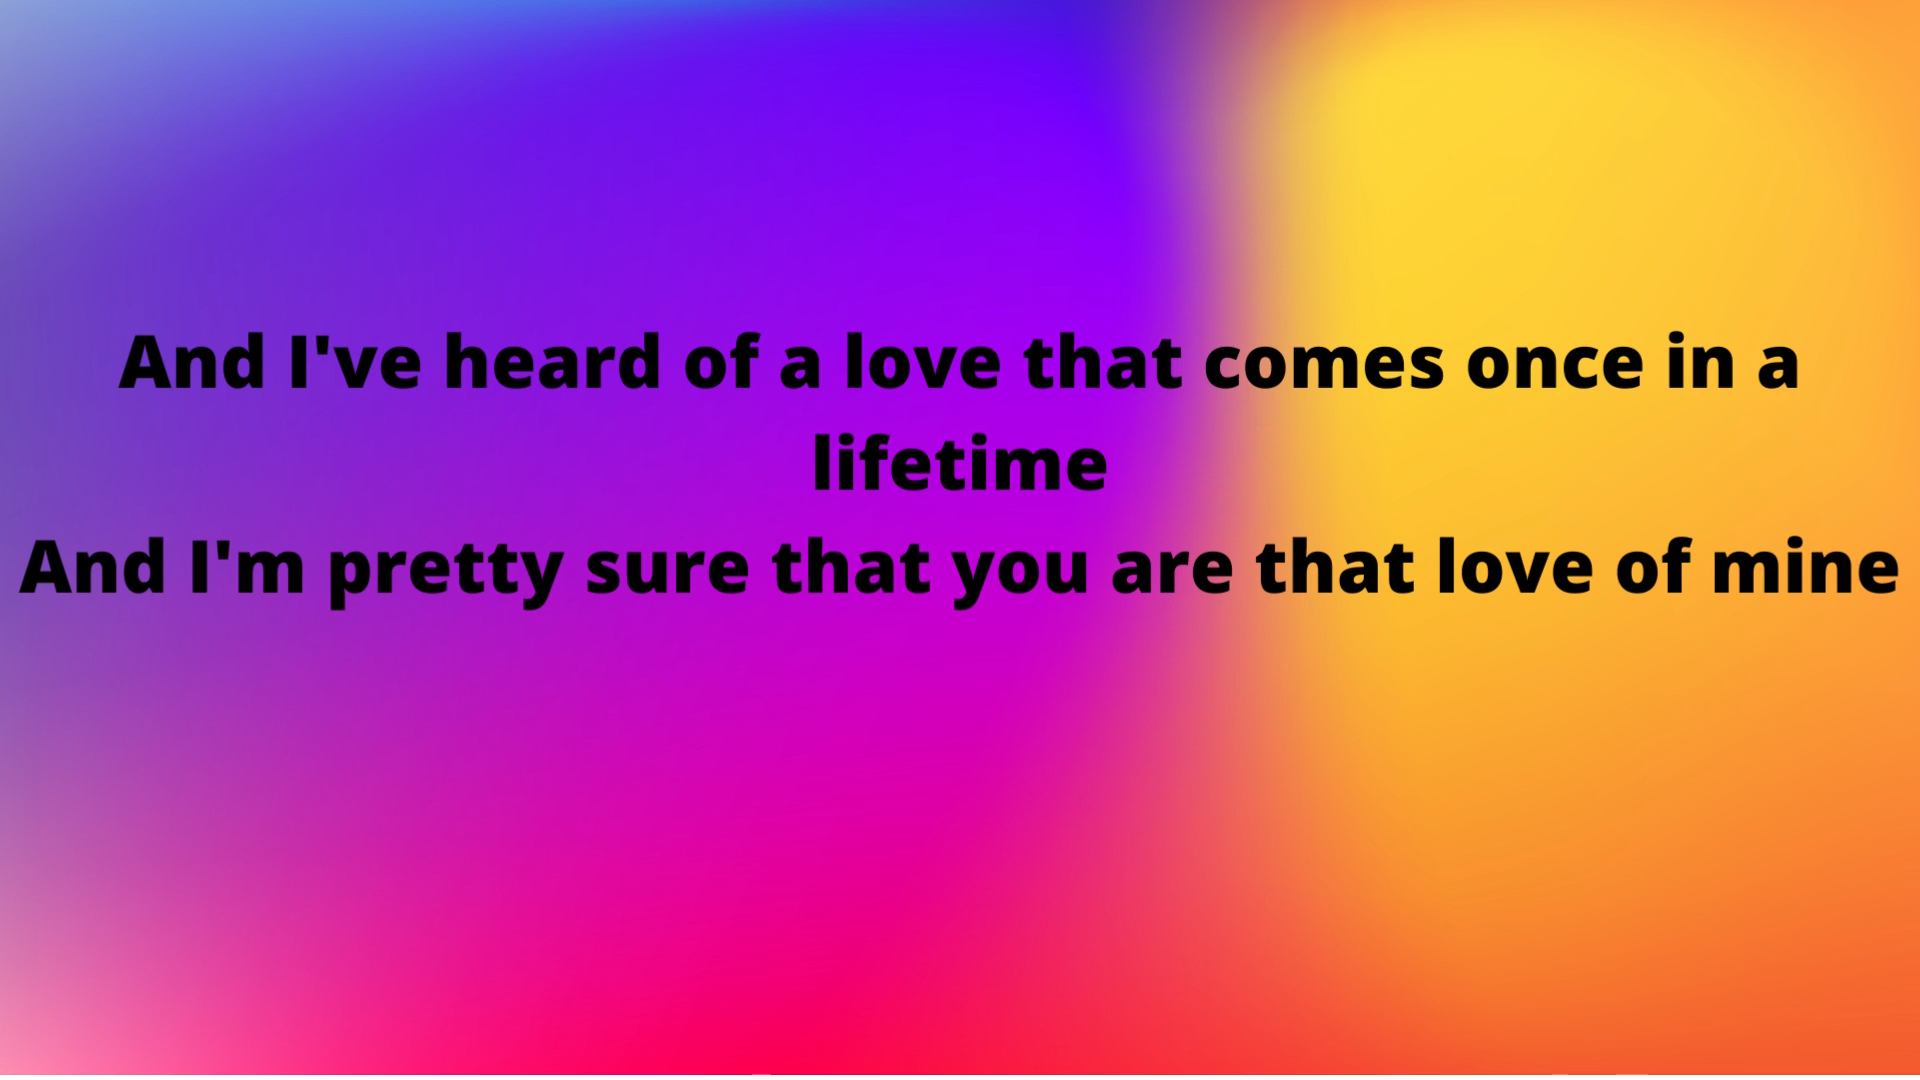 And I've heard of a love that comes once in a
lifetime
And I'm pretty sure that you are that love of mine